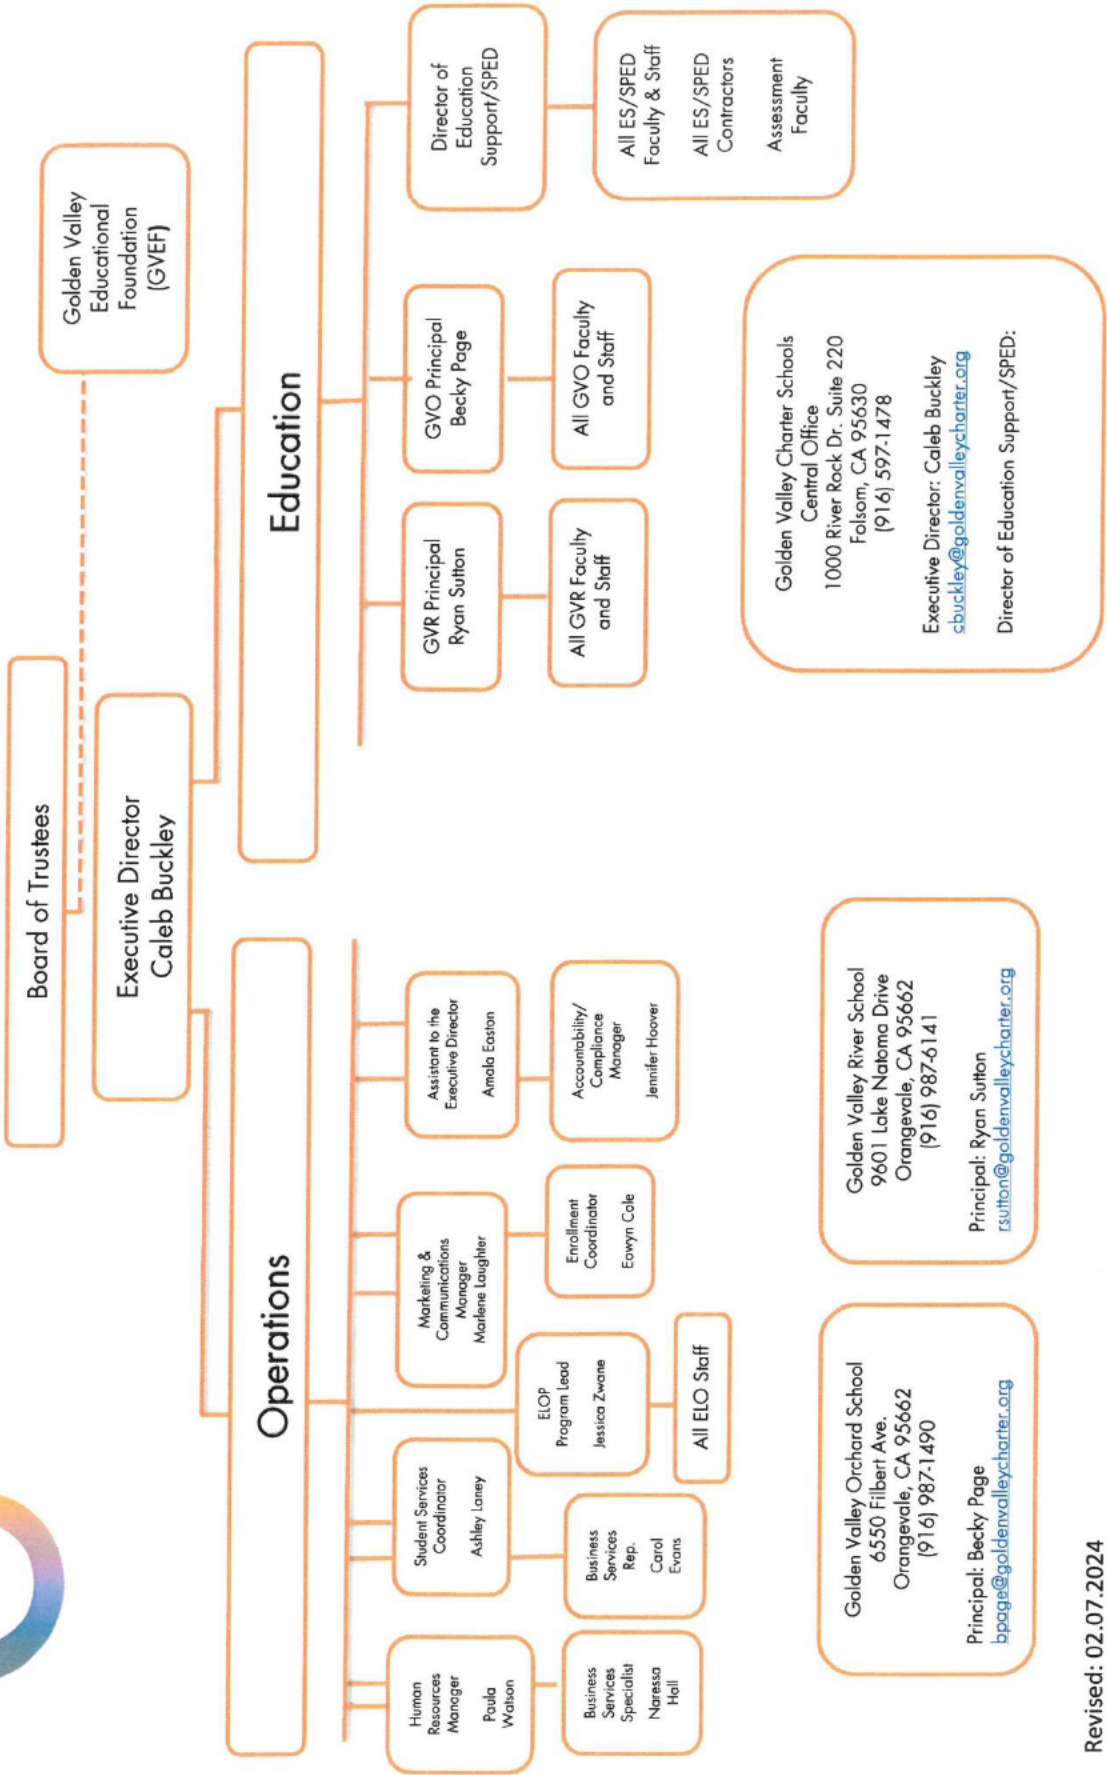 Board of Trustees
Golden Valley
Educational
Foundation
(GVEF)
Executive Director
Caleb Buckley
Operations
Education
Human
Resources
Manager
Paula
Watson
Business
Services
Specialist
Naressa
Hall
Student Services
Coordinator
Ashley Laney
Business
Services
Rep.
Carol
Evans
ELOP
Program Lead
Jessica Zwane
All ELO Staff
Marketing &
Communications
Manager
Marlene Laughter
Enrollment
Coordinator
Eowyn Cole
Assistant to the
Executive Director
Amala Easton
Accountability/
Compliance
Manager
Jennifer Hoover
GVR Principal
Ryan Sutton
All GVR Faculty
and Staff
GVO Principal
Becky Page
All GVO Faculty
and Staff
Director of
Education
Support/SPED
All ES/SPED
Faculty & Staff
All ES/SPED
Contractors
Assessment
Faculty
Golden Valley Orchard School
6550 Filbert Ave.
Orangevale, CA 95662
(916) 987-1490
Principal: Becky Page
bpage@goldenvalleycharter.org
Golden Valley River School
9601 Lake Natoma Drive
Orangevale, CA 95662
(916) 987-6141
Principal: Ryan Sutton
rsutton@goldenvalleycharter.org
Golden Valley Charter Schools
Central Office
1000 River Rock Dr. Suite 220
Folsom, CA 95630
(916) 597-1478
Executive Director: Caleb Buckley
cbuckley@goldenvalleycharter.org
Director of Education Support/SPED:
Revised: 02.07.2024